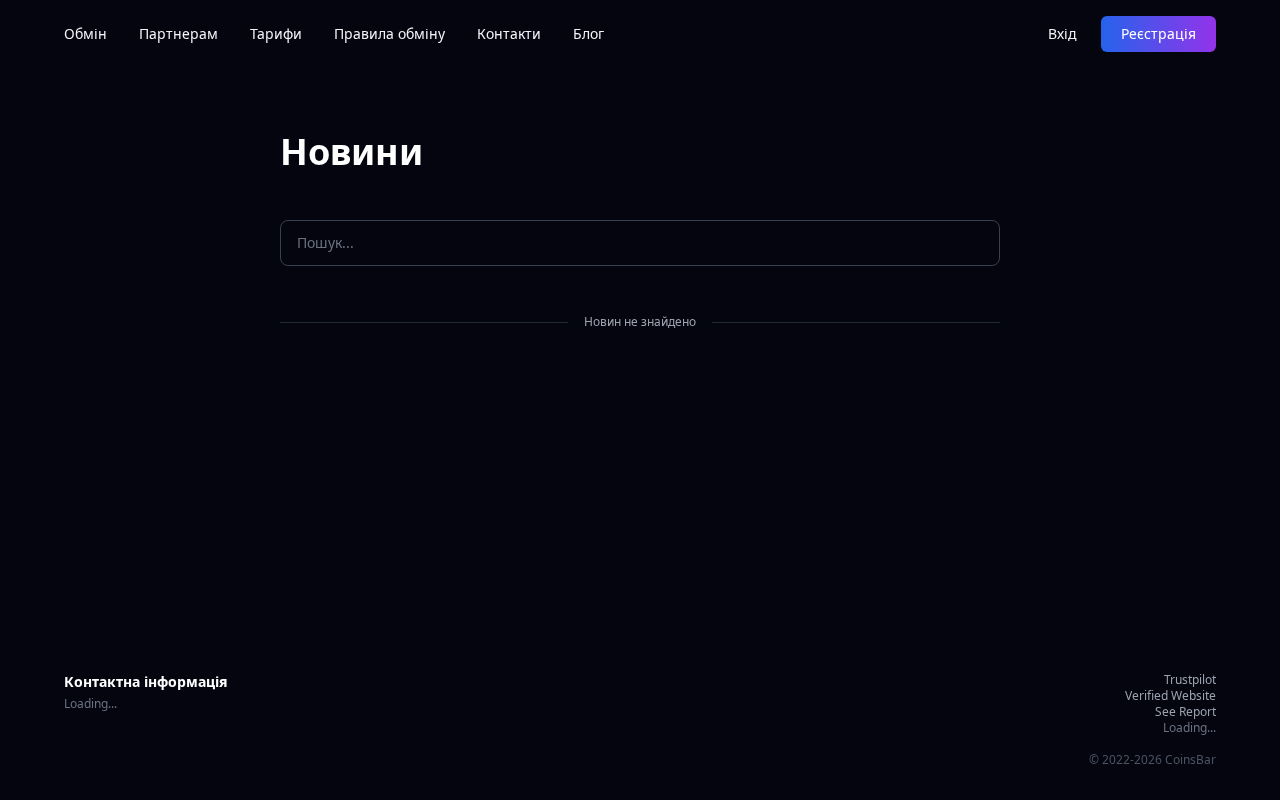 Обмін Партнерам Тарифи Правила обміну Контакти Блог Вхід Реєстрація
Новини
Пошук...
Новин не знайдено
Контактна інформація
Loading...
Trustpilot
Verified Website
See Report
Loading...
© 2022-2026 CoinsBar